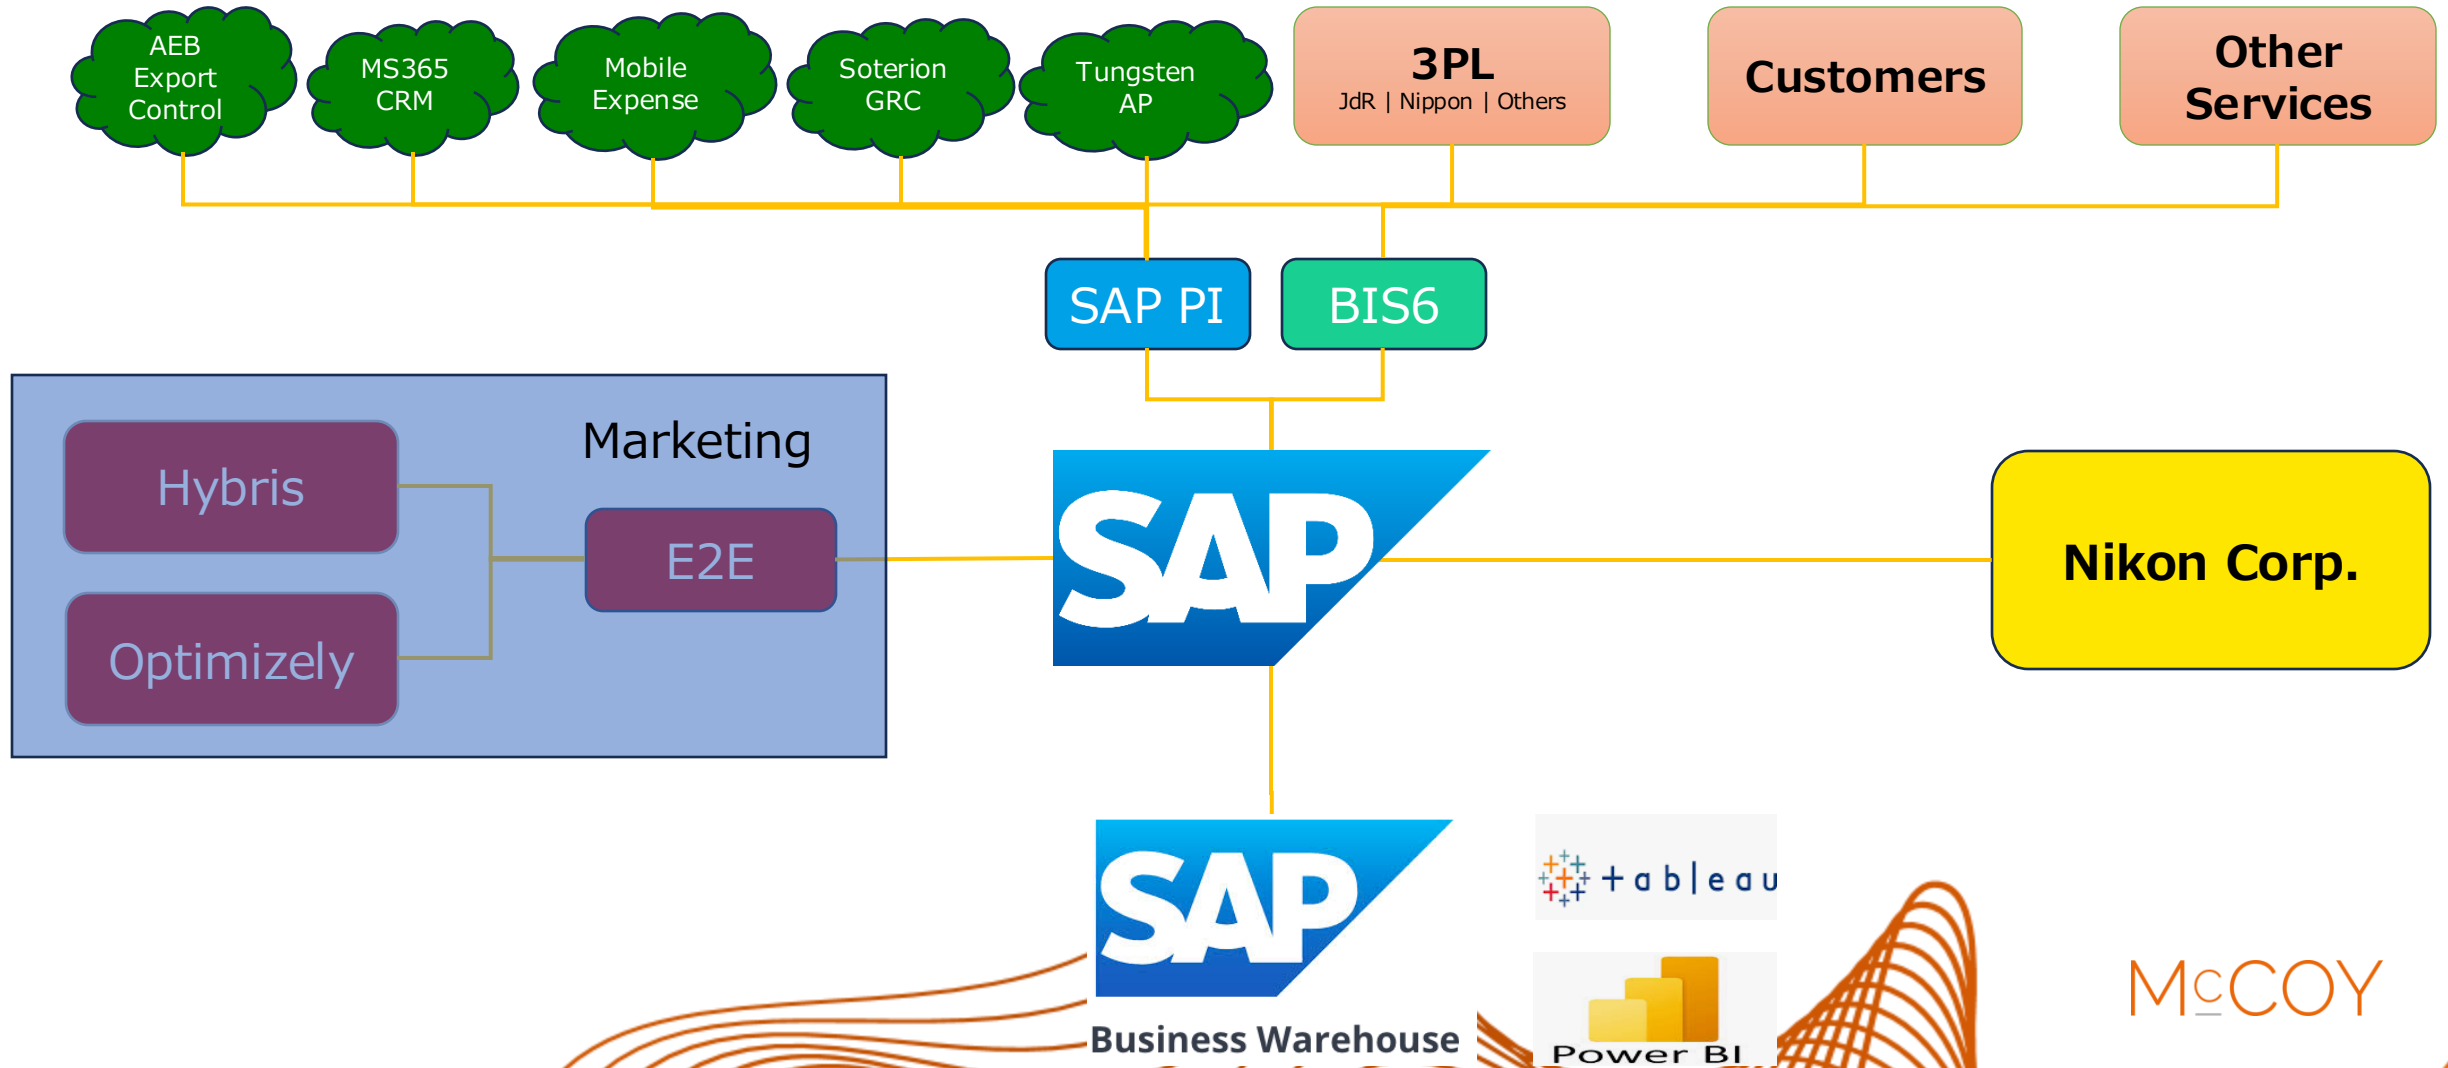 AEB
Export
Control
MS365
CRM
Mobile
Expense
Soterion
GRC
Tungsten
AP
3PL
JdR | Nippon | Others
Customers
Other
Services
SAP PI
BIS6
Marketing
Hybris
E2E
Optimizely
SAP
Nikon Corp.
SAP
Business Warehouse
+ableau
Power BI
McCOY